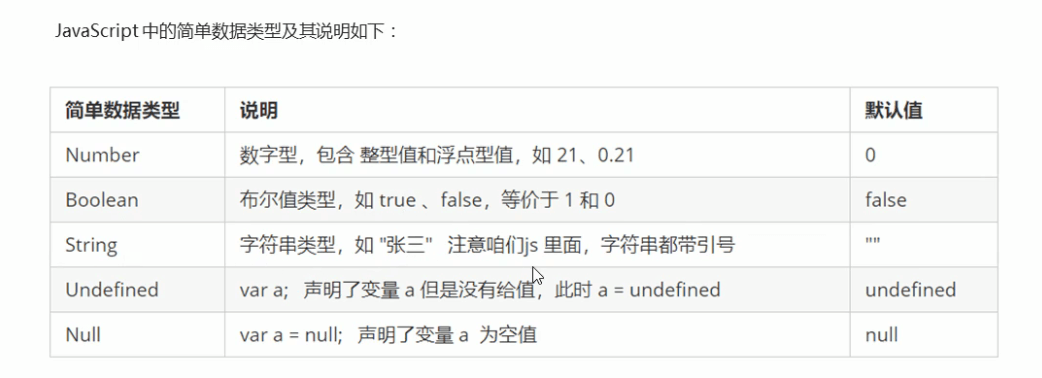 JavaScript 中的简单数据类型及其说明如下：
简单数据类型 说明 默认值
Number 数字型，包含 整型值和浮点型值，如 21、0.21 0
Boolean 布尔值类型，如 true 、false，等价于 1 和 0 false
String 字符串类型，如 "张三" 注意咱们js 里面，字符串都带引号 ""
Undefined var a; 声明了变量 a 但是没有给值，此时 a = undefined undefined
Null var a = null; 声明了变量 a 为空值 null